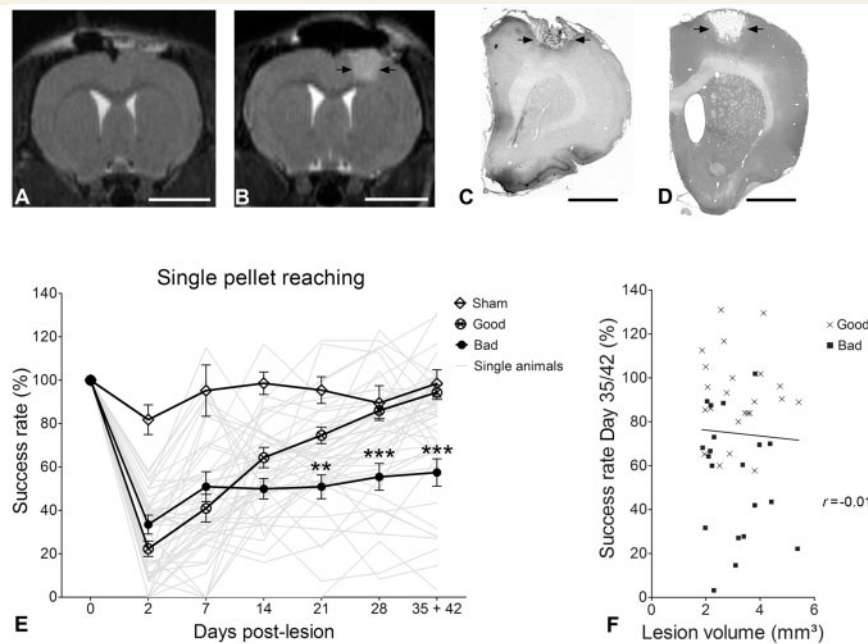 A
B
C
D
Single pellet reaching
Success rate (%)
140
120
100
80
60
40
20
0
** *** ***
0 2 7 14 21 28 35 + 42
Days post-lesion
E
Sham
Good
Bad
Single animals
Success rate Day 35/42 (%)
140
120
100
80
60
40
20
0
0 2 4 6
Lesion volume (mm³)
F
Good
Bad
r=-0.01